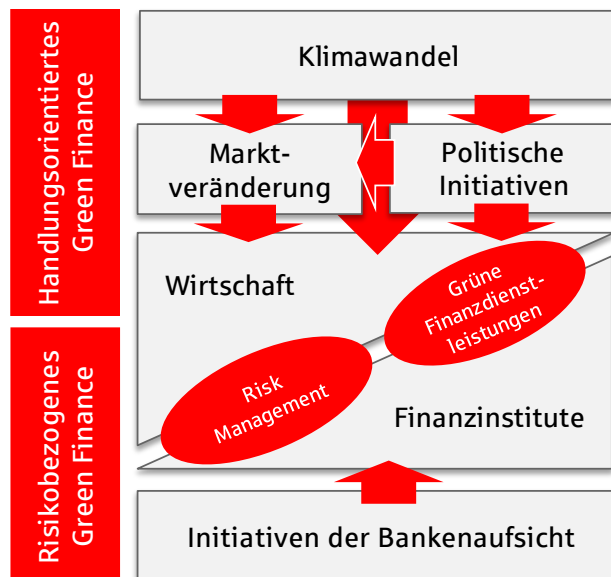 Handlungsorientiertes
Green Finance
Klimawandel
Markt-
veränderung
Politische
Initiativen
Wirtschaft
Grüne
Finanzdienst-
leistungen
Risikobezogenes
Green Finance
Risk
Management
Finanzinstitute
Initiativen der Bankenaufsicht